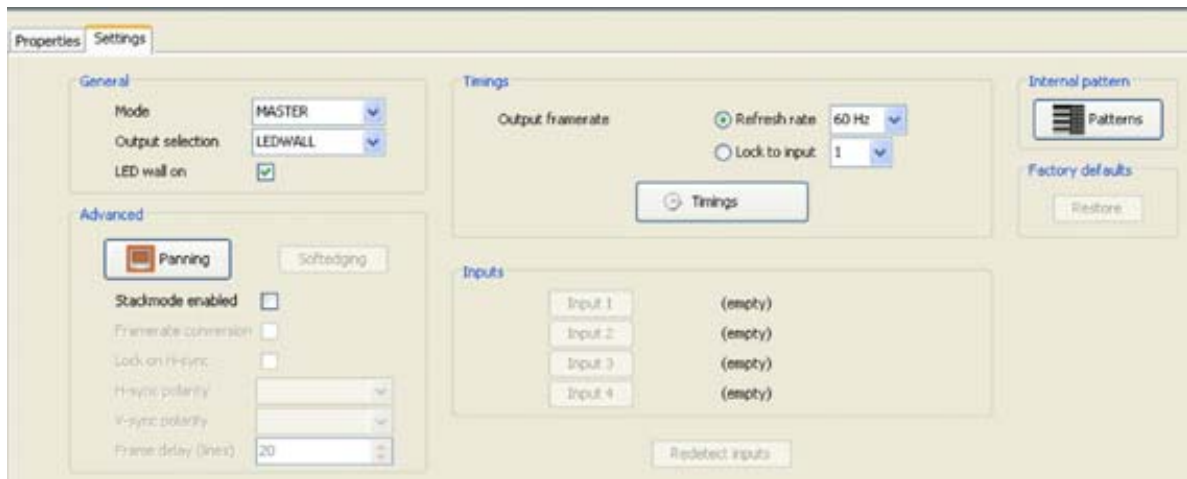 Properties
Settings
General
Mode MASTER
Output selection LEDWALL
LED wall on
Advanced
Panning Softedging
Stackmode enabled
Framerate conversion
Lock on H-sync
H-sync polarity
V-sync polarity
Frame delay (lines) 20
Timings
Output framerate Refresh rate 60 Hz
Lock to input 1
Timings
Inputs
Input 1 (empty)
Input 2 (empty)
Input 3 (empty)
Input 4 (empty)
Redetect inputs
Internal pattern
Patterns
Factory defaults
Restore